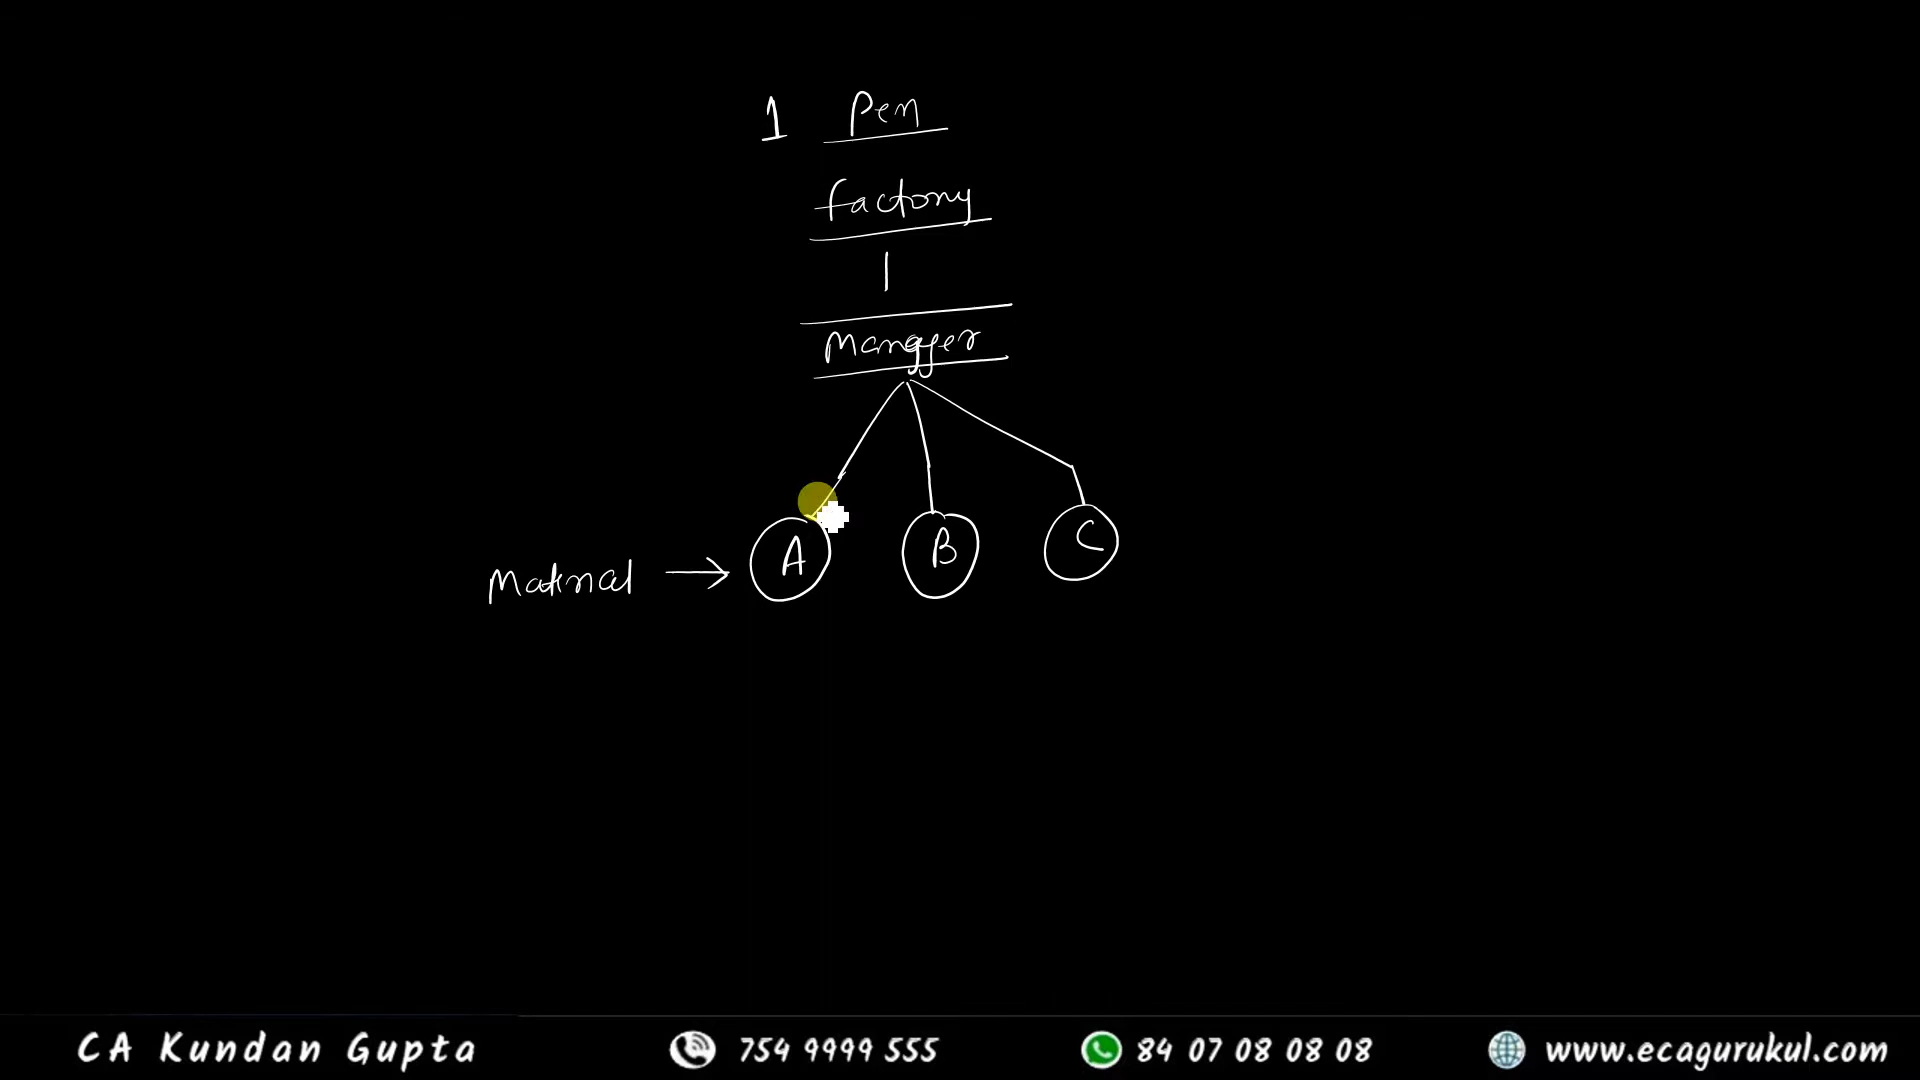 1 Pen
factory
Manager
A B C
Material →
CA Kundan Gupta 754 9999 555 84 07 08 08 08 www.ecagurukul.com